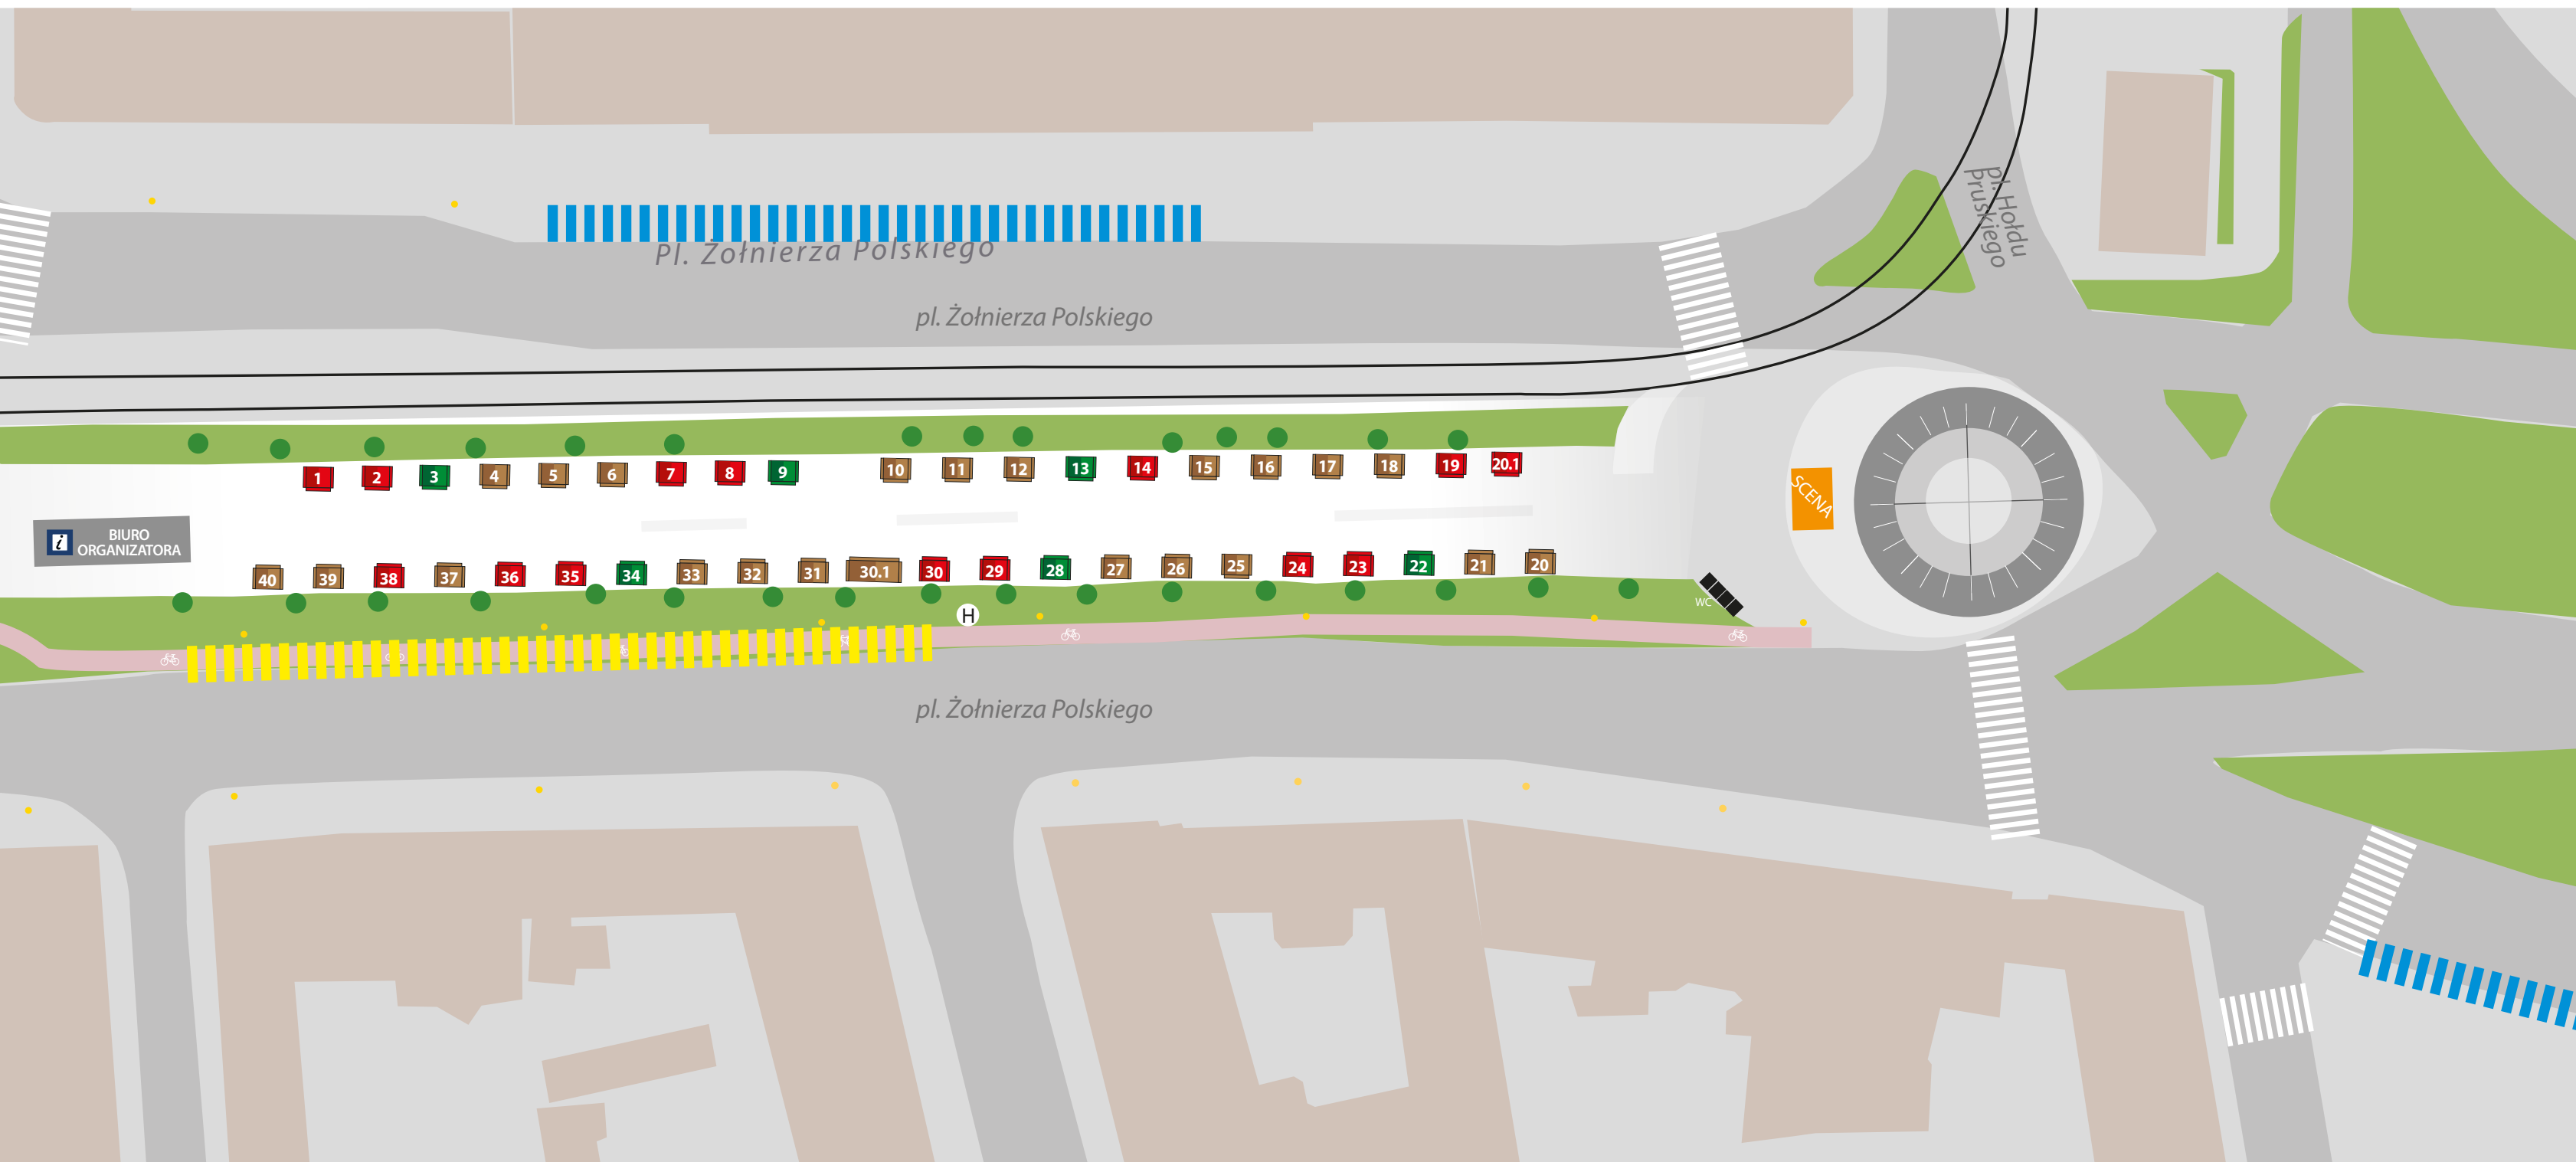 Pl. Żołnierza Polskiego
pl. Hołdu
Pruskiego
pl. Żołnierza Polskiego
1 2 3 4 5 6 7 8 9 10 11 12 13 14 15 16 17 18 19 20.1
SCENA
i BIURO
ORGANIZATORA
40 39 38 37 36 35 34 33 32 31 30.1 30 29 28 27 26 25 24 23 22 21 20
WC
H
pl. Żołnierza Polskiego